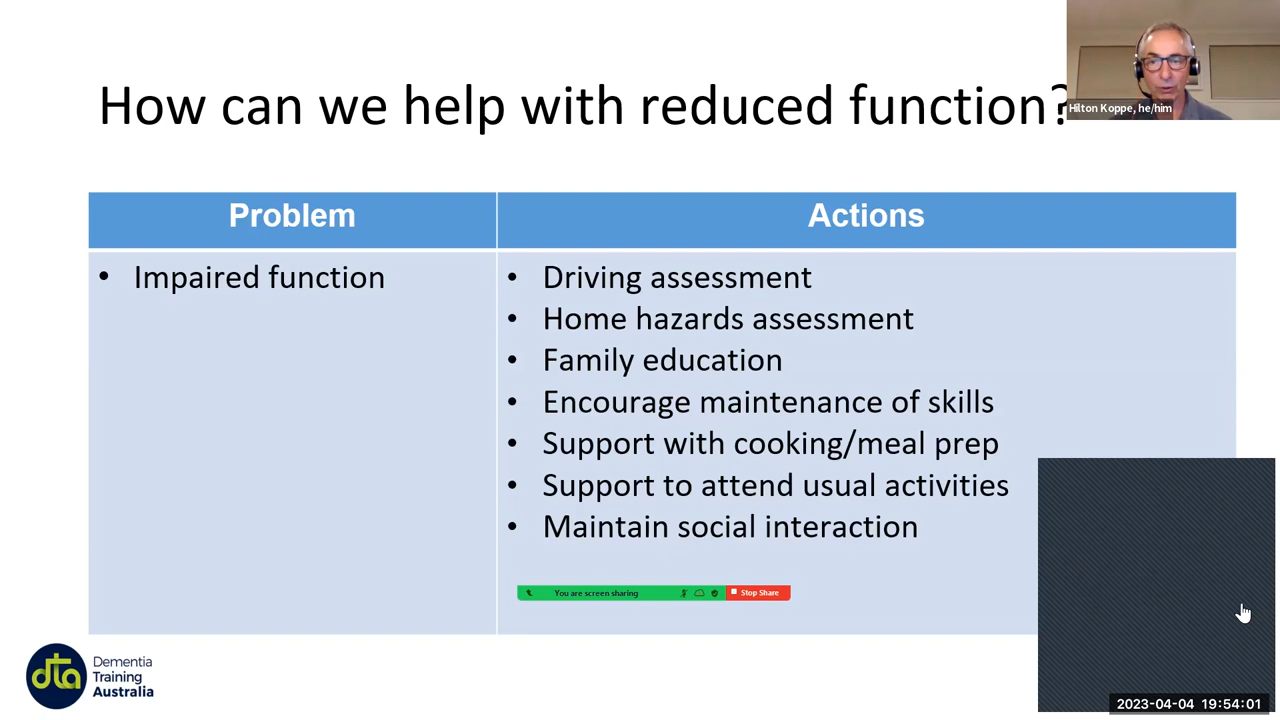 How can we help with reduced function?
Hilton Koppe, he/him
Problem
Actions
• Impaired function
• Driving assessment
• Home hazards assessment
• Family education
• Encourage maintenance of skills
• Support with cooking/meal prep
• Support to attend usual activities
• Maintain social interaction
You are screen sharing
Stop Share
dta
Dementia
Training
Australia
2023-04-04 19:54:01